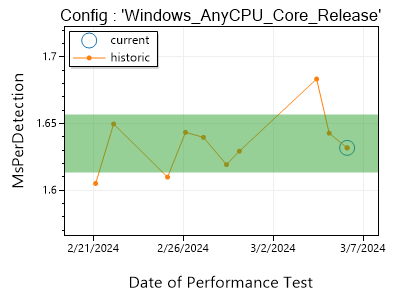 Config : 'Windows_AnyCPU_Core_Release'
current
historic
1.7
1.65
1.6
MsPerDetection
2/21/2024
2/26/2024
3/2/2024
3/7/2024
Date of Performance Test